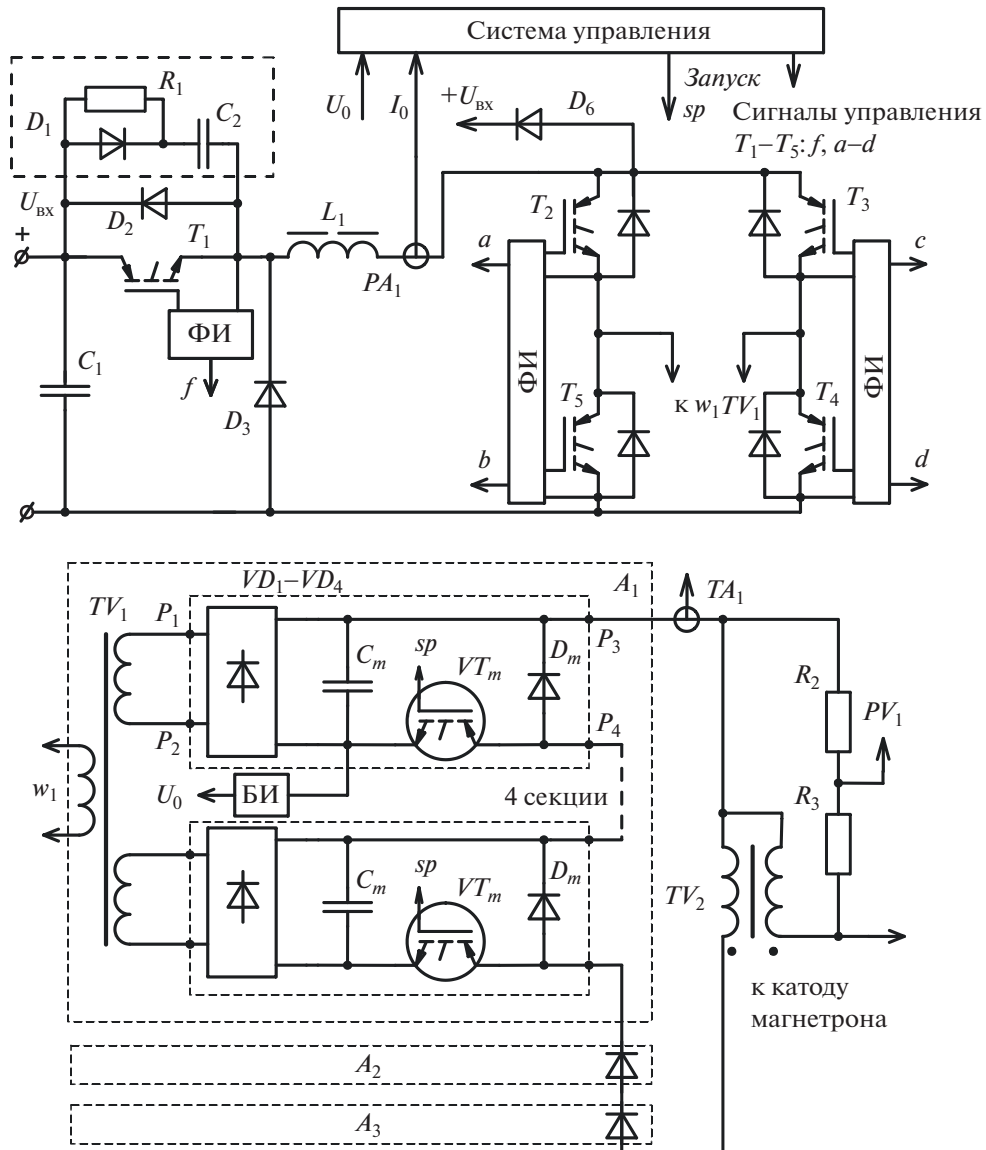 Система управления
R1
D1
C2
U0
I0
Запуск
sp
Сигналы управления
T1–T5: f, a–d
+Uвх
D6
Uвх
+
D2
T1
L1
PA1
ФИ
f
C1
D3
T2
T3
a
c
ФИ
ФИ
T5
T4
к w1TV1
b
d
VD1–VD4
A1
TA1
TV1
P1
P2
sp
Cm
VTm
Dm
P3
P4
R2
PV1
w1
U0
БИ
4 секции
R3
sp
Cm
VTm
Dm
TV2
к катоду
магнетрона
A2
A3